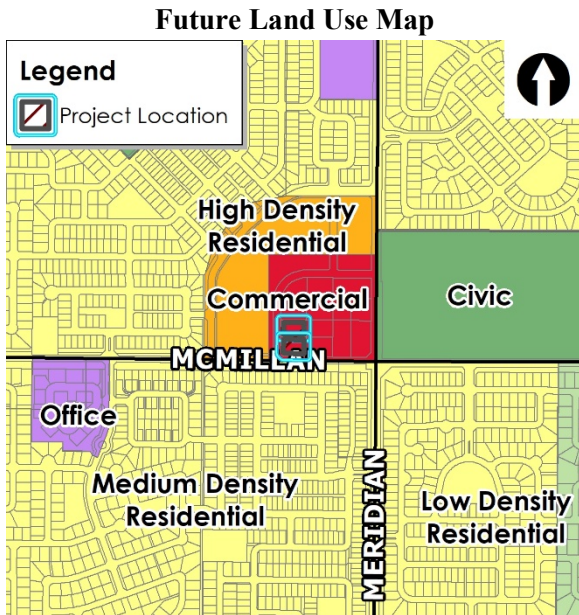 Future Land Use Map
Legend
Project Location
High Density
Residential
Commercial
Civic
MCMILLAN
Office
Medium Density
Residential
MERIDIAN
Low Density
Residential